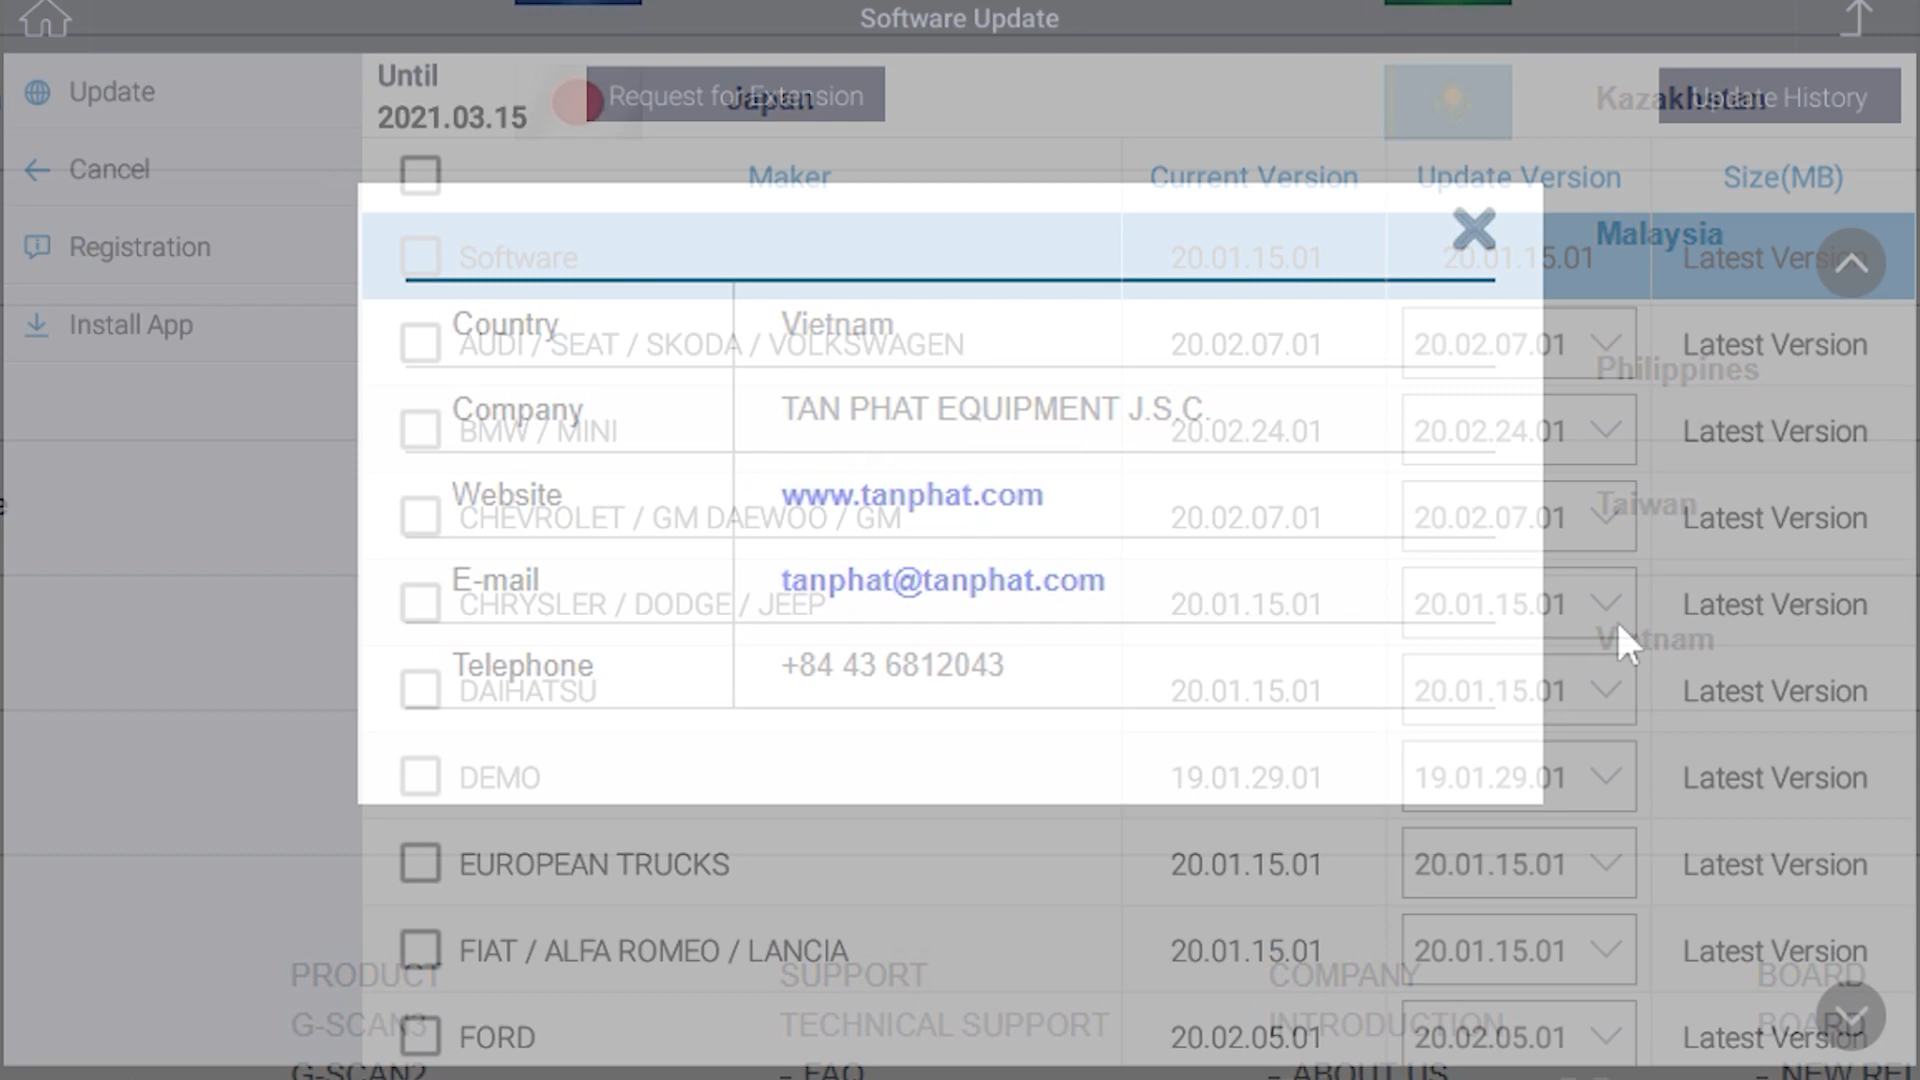 Software Update
Update
Cancel
Registration
Install App
Until
2021.03.15
Request for Extension
Japan
Kazakhstan
Update History
Maker
Current Version
Update Version
Size(MB)
Software
20.01.15.01
20.01.15.01
Latest Version
Malaysia
Country
Vietnam
AUDI / SEAT / SKODA / VOLKSWAGEN
20.02.07.01
20.02.07.01
Latest Version
Philippines
Company
TAN PHAT EQUIPMENT J.S.C.
BMW / MINI
20.02.24.01
20.02.24.01
Latest Version
Website
www.tanphat.com
CHEVROLET / GM DAEWOO / GM
20.02.07.01
20.02.07.01
Latest Version
Taiwan
E-mail
tanphat@tanphat.com
CHRYSLER / DODGE / JEEP
20.01.15.01
20.01.15.01
Latest Version
Vietnam
Telephone
+84 43 6812043
DAIHATSU
20.01.15.01
20.01.15.01
Latest Version
DEMO
19.01.29.01
19.01.29.01
Latest Version
EUROPEAN TRUCKS
20.01.15.01
20.01.15.01
Latest Version
FIAT / ALFA ROMEO / LANCIA
20.01.15.01
20.01.15.01
Latest Version
PRODUCT
SUPPORT
COMPANY
BOARD
G-SCAN3
TECHNICAL SUPPORT
INTRODUCTION
FORD
20.02.05.01
20.02.05.01
Latest Version
G-SCAN2
- FAQ
- ABOUT US